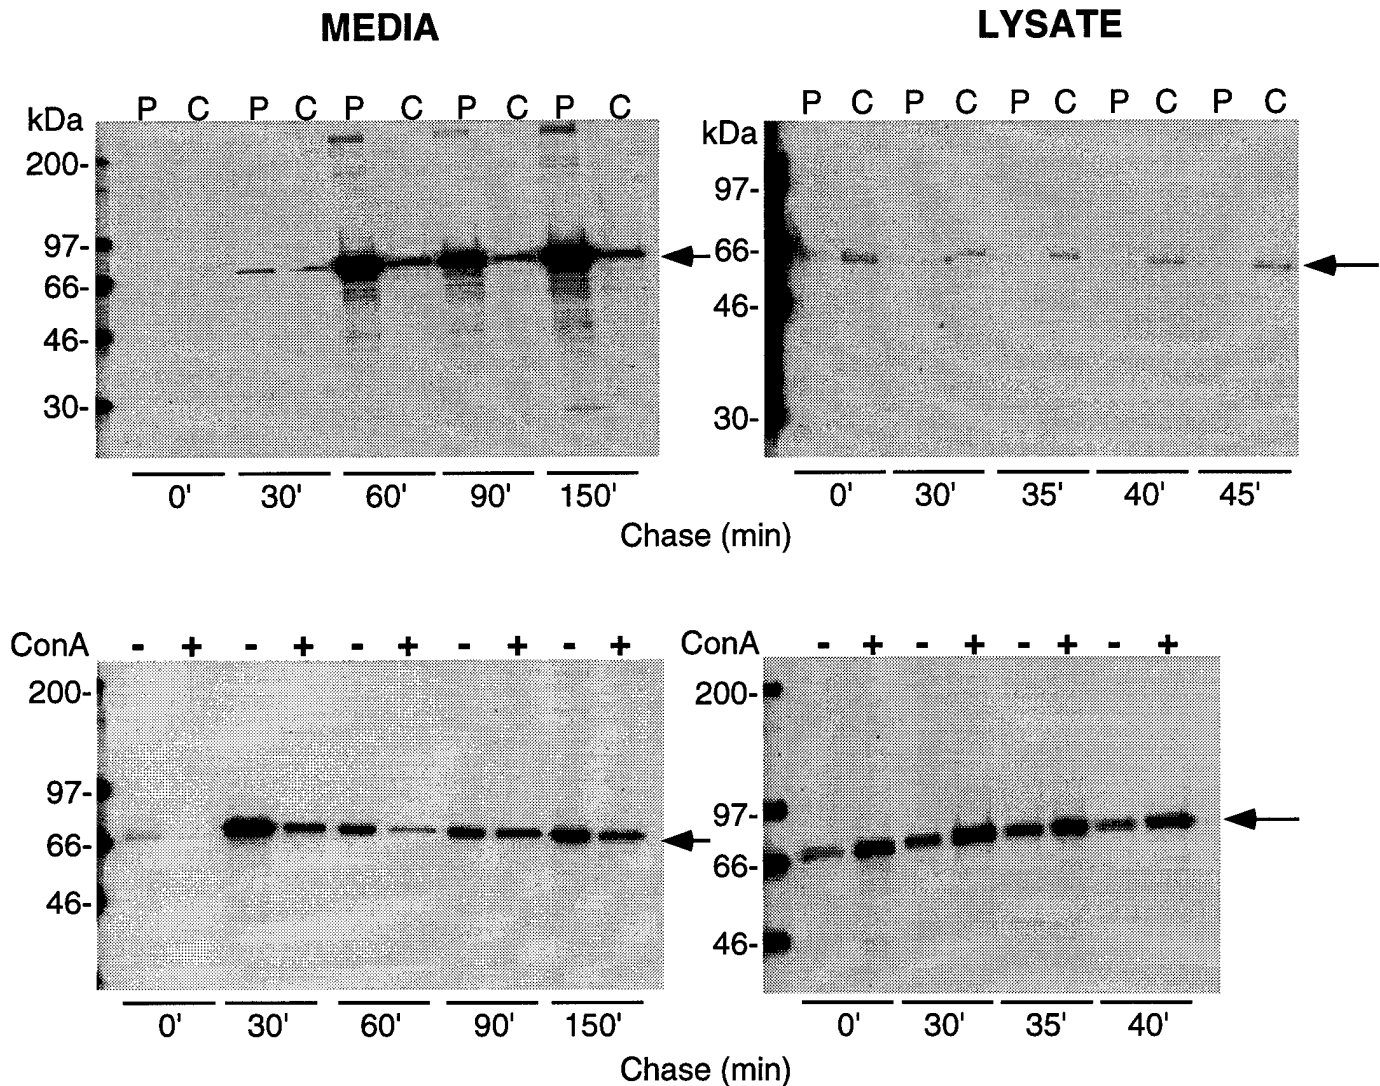 MEDIA
LYSATE
kDa P C P C P C P C P C
200-
97-
66-
46-
30-
0' 30' 60' 90' 150'
kDa P C P C P C P C P C
97-
66-
46-
30-
0' 30' 35' 40' 45'
Chase (min)
ConA - + - + - + - + - +
200-
97-
66-
46-
0' 30' 60' 90' 150'
ConA - + - + - + - +
200-
97-
66-
46-
0' 30' 35' 40'
Chase (min)